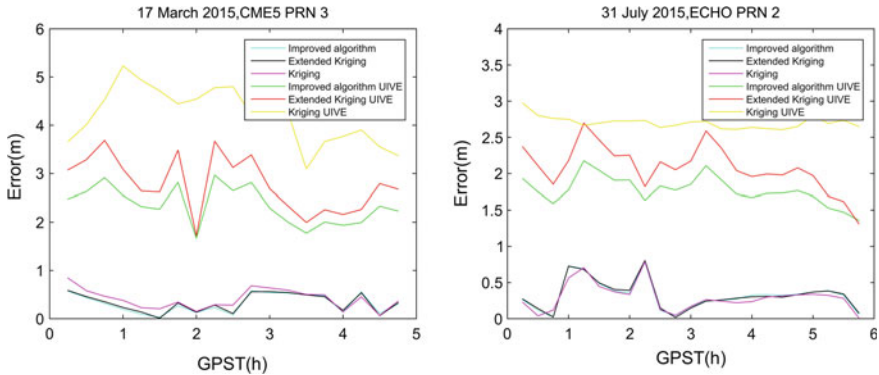 17 March 2015,CME5 PRN 3
6
5
4
3
2
1
0
0
1
2
3
4
5
Error(m)
GPST(h)
Improved algorithm
Extended Kriging
Kriging
Improved algorithm UIVE
Extended Kriging UIVE
Kriging UIVE
31 July 2015,ECHO PRN 2
4
3.5
3
2.5
2
1.5
1
0.5
0
0
1
2
3
4
5
6
Error(m)
GPST(h)
Improved algorithm
Extended Kriging
Kriging
Improved algorithm UIVE
Extended Kriging UIVE
Kriging UIVE